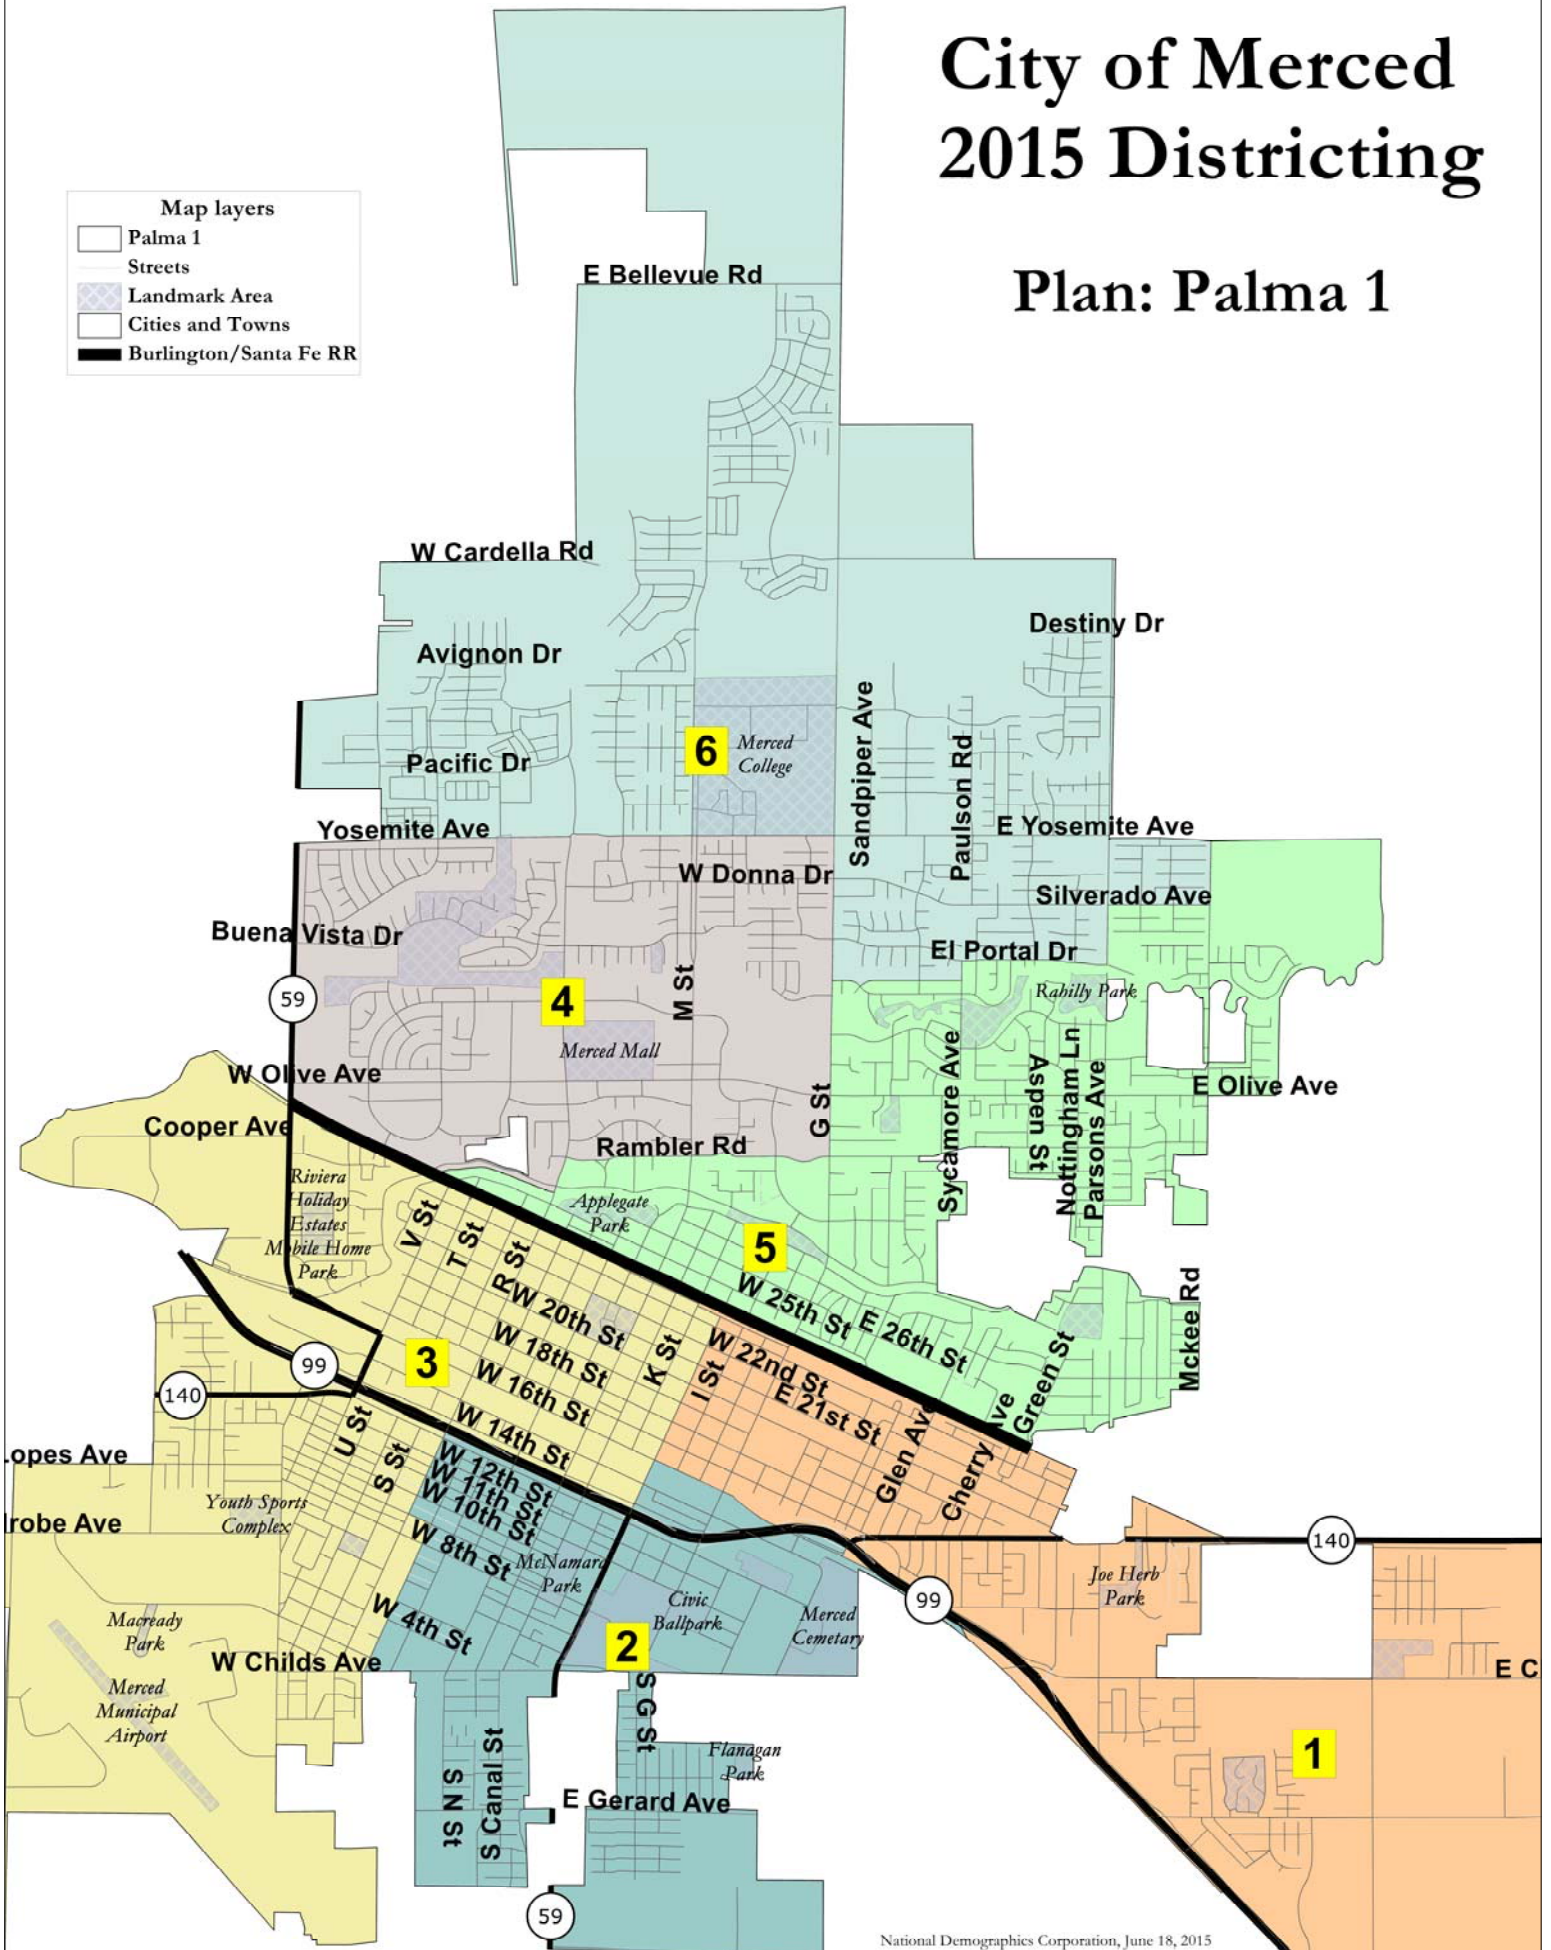 City of Merced
2015 Districting
Plan: Palma 1
Map layers
Palma 1
Streets
Landmark Area
Cities and Towns
Burlington/Santa Fe RR
E Bellevue Rd
W Cardella Rd
Destiny Dr
Avignon Dr
Sandpiper Ave
Paulson Rd
6
Merced
College
Pacific Dr
Yosemite Ave
E Yosemite Ave
W Donna Dr
Silverado Ave
Buena Vista Dr
El Portal Dr
M St
59
4
Rahilly Park
Merced Mall
W Olive Ave
E Olive Ave
G St
Sycamore Ave
Aspen St
Nottingham Ln
Parsons Ave
Cooper Ave
Rambler Rd
Riviera
Holiday
Estates
Mobile Home
Park
Applegate
Park
V St
T St
R St
5
W 25th St
E 26th St
Mckee Rd
W 20th St
W 18th St
W 16th St
W 14th St
K St
I St
W 22nd St
E 21st St
Glen Ave
Cherry Ave
Green St
99
3
140
U St
S St
Lopes Ave
W 12th St
W 11th St
W 10th St
W 8th St
W 4th St
Youth Sports
Complex
McNamara
Park
140
Joe Herb
Park
99
Civic
Ballpark
Merced
Cemetary
Macready
Park
2
W Childs Ave
E C
Merced
Municipal
Airport
S G St
Flanagan
Park
1
S N St
S Canal St
E Gerard Ave
59
National Demographics Corporation, June 18, 2015